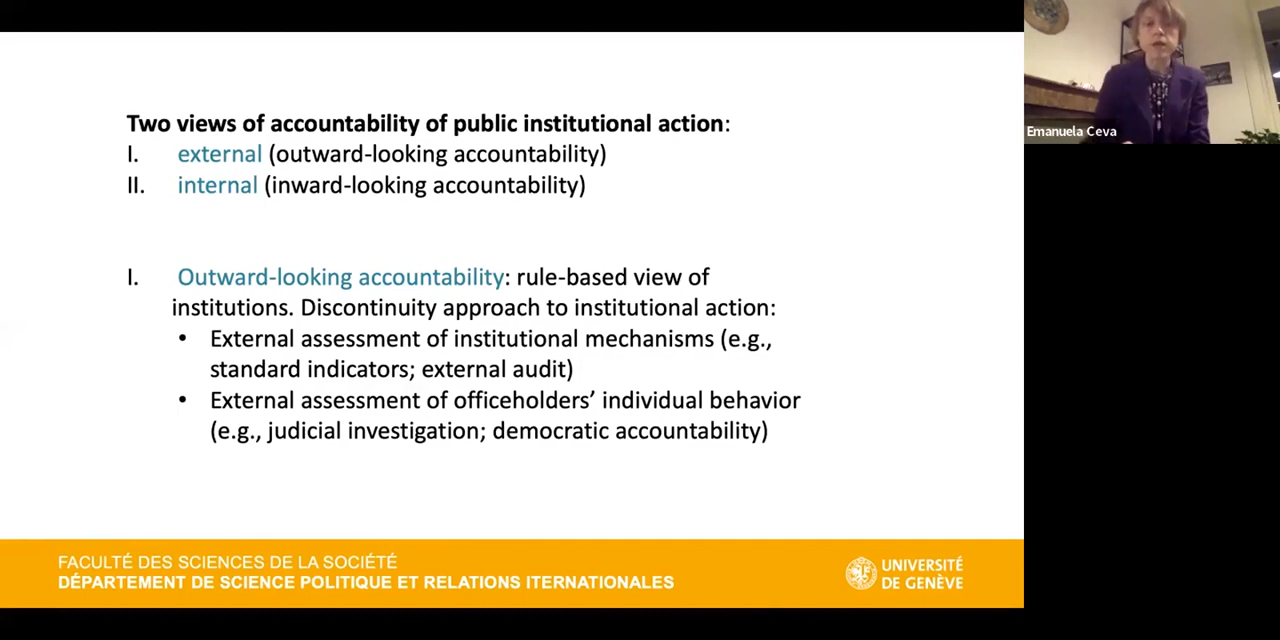 Two views of accountability of public institutional action:
I. external (outward-looking accountability)
II. internal (inward-looking accountability)
I. Outward-looking accountability: rule-based view of
institutions. Discontinuity approach to institutional action:
• External assessment of institutional mechanisms (e.g.,
standard indicators; external audit)
• External assessment of officeholders’ individual behavior
(e.g., judicial investigation; democratic accountability)
FACULTÉ DES SCIENCES DE LA SOCIÉTÉ
DÉPARTEMENT DE SCIENCE POLITIQUE ET RELATIONS ITERNATIONALES
UNIVERSITÉ
DE GENÈVE
Emanuela Ceva